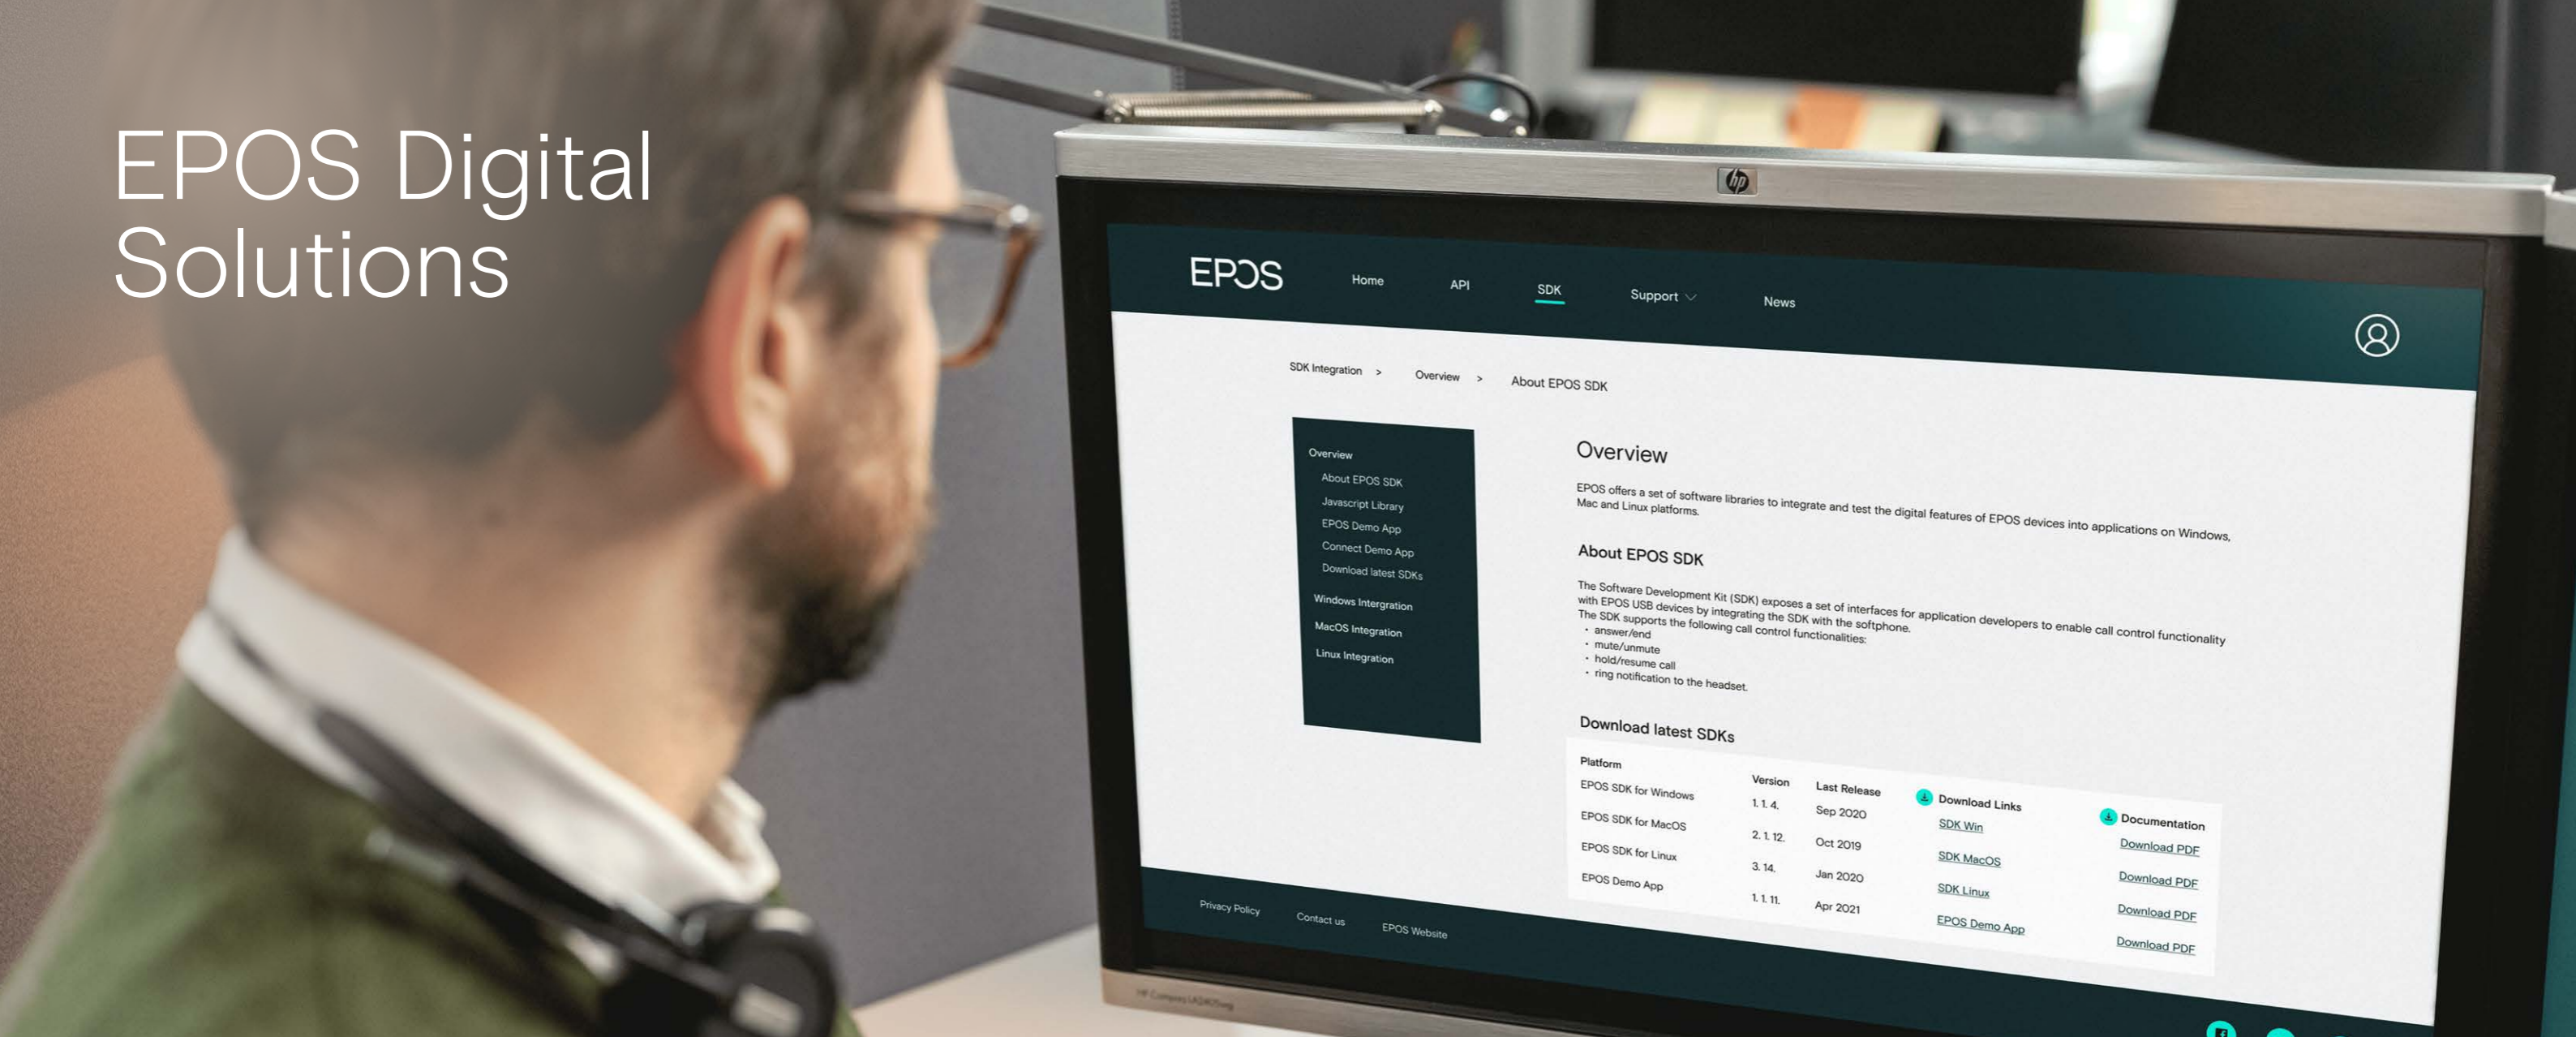 EPOS Digital
Solutions
hp
EPOS
Home
API
SDK
Support
News
SDK Integration >
Overview >
About EPOS SDK
Overview
About EPOS SDK
Javascript Library
EPOS Demo App
Connect Demo App
Download latest SDKs
Windows Intergration
MacOS Integration
Linux Integration
Overview
EPOS offers a set of software libraries to integrate and test the digital features of EPOS devices into applications on Windows,
Mac and Linux platforms.
About EPOS SDK
The Software Development Kit (SDK) exposes a set of interfaces for application developers to enable call control functionality
with EPOS USB devices by integrating the SDK with the softphone.
The SDK supports the following call control functionalities:
• answer/end
• mute/unmute
• hold/resume call
• ring notification to the headset.
Download latest SDKs
Platform Version Last Release Download Links Documentation
EPOS SDK for Windows 1. 1. 4. Sep 2020 SDK Win Download PDF
EPOS SDK for MacOS 2. 1. 12. Oct 2019 SDK MacOS Download PDF
EPOS SDK for Linux 3. 14. Jan 2020 SDK Linux Download PDF
EPOS Demo App 1. 1. 11. Apr 2021 EPOS Demo App Download PDF
Privacy Policy
Contact us
EPOS Website